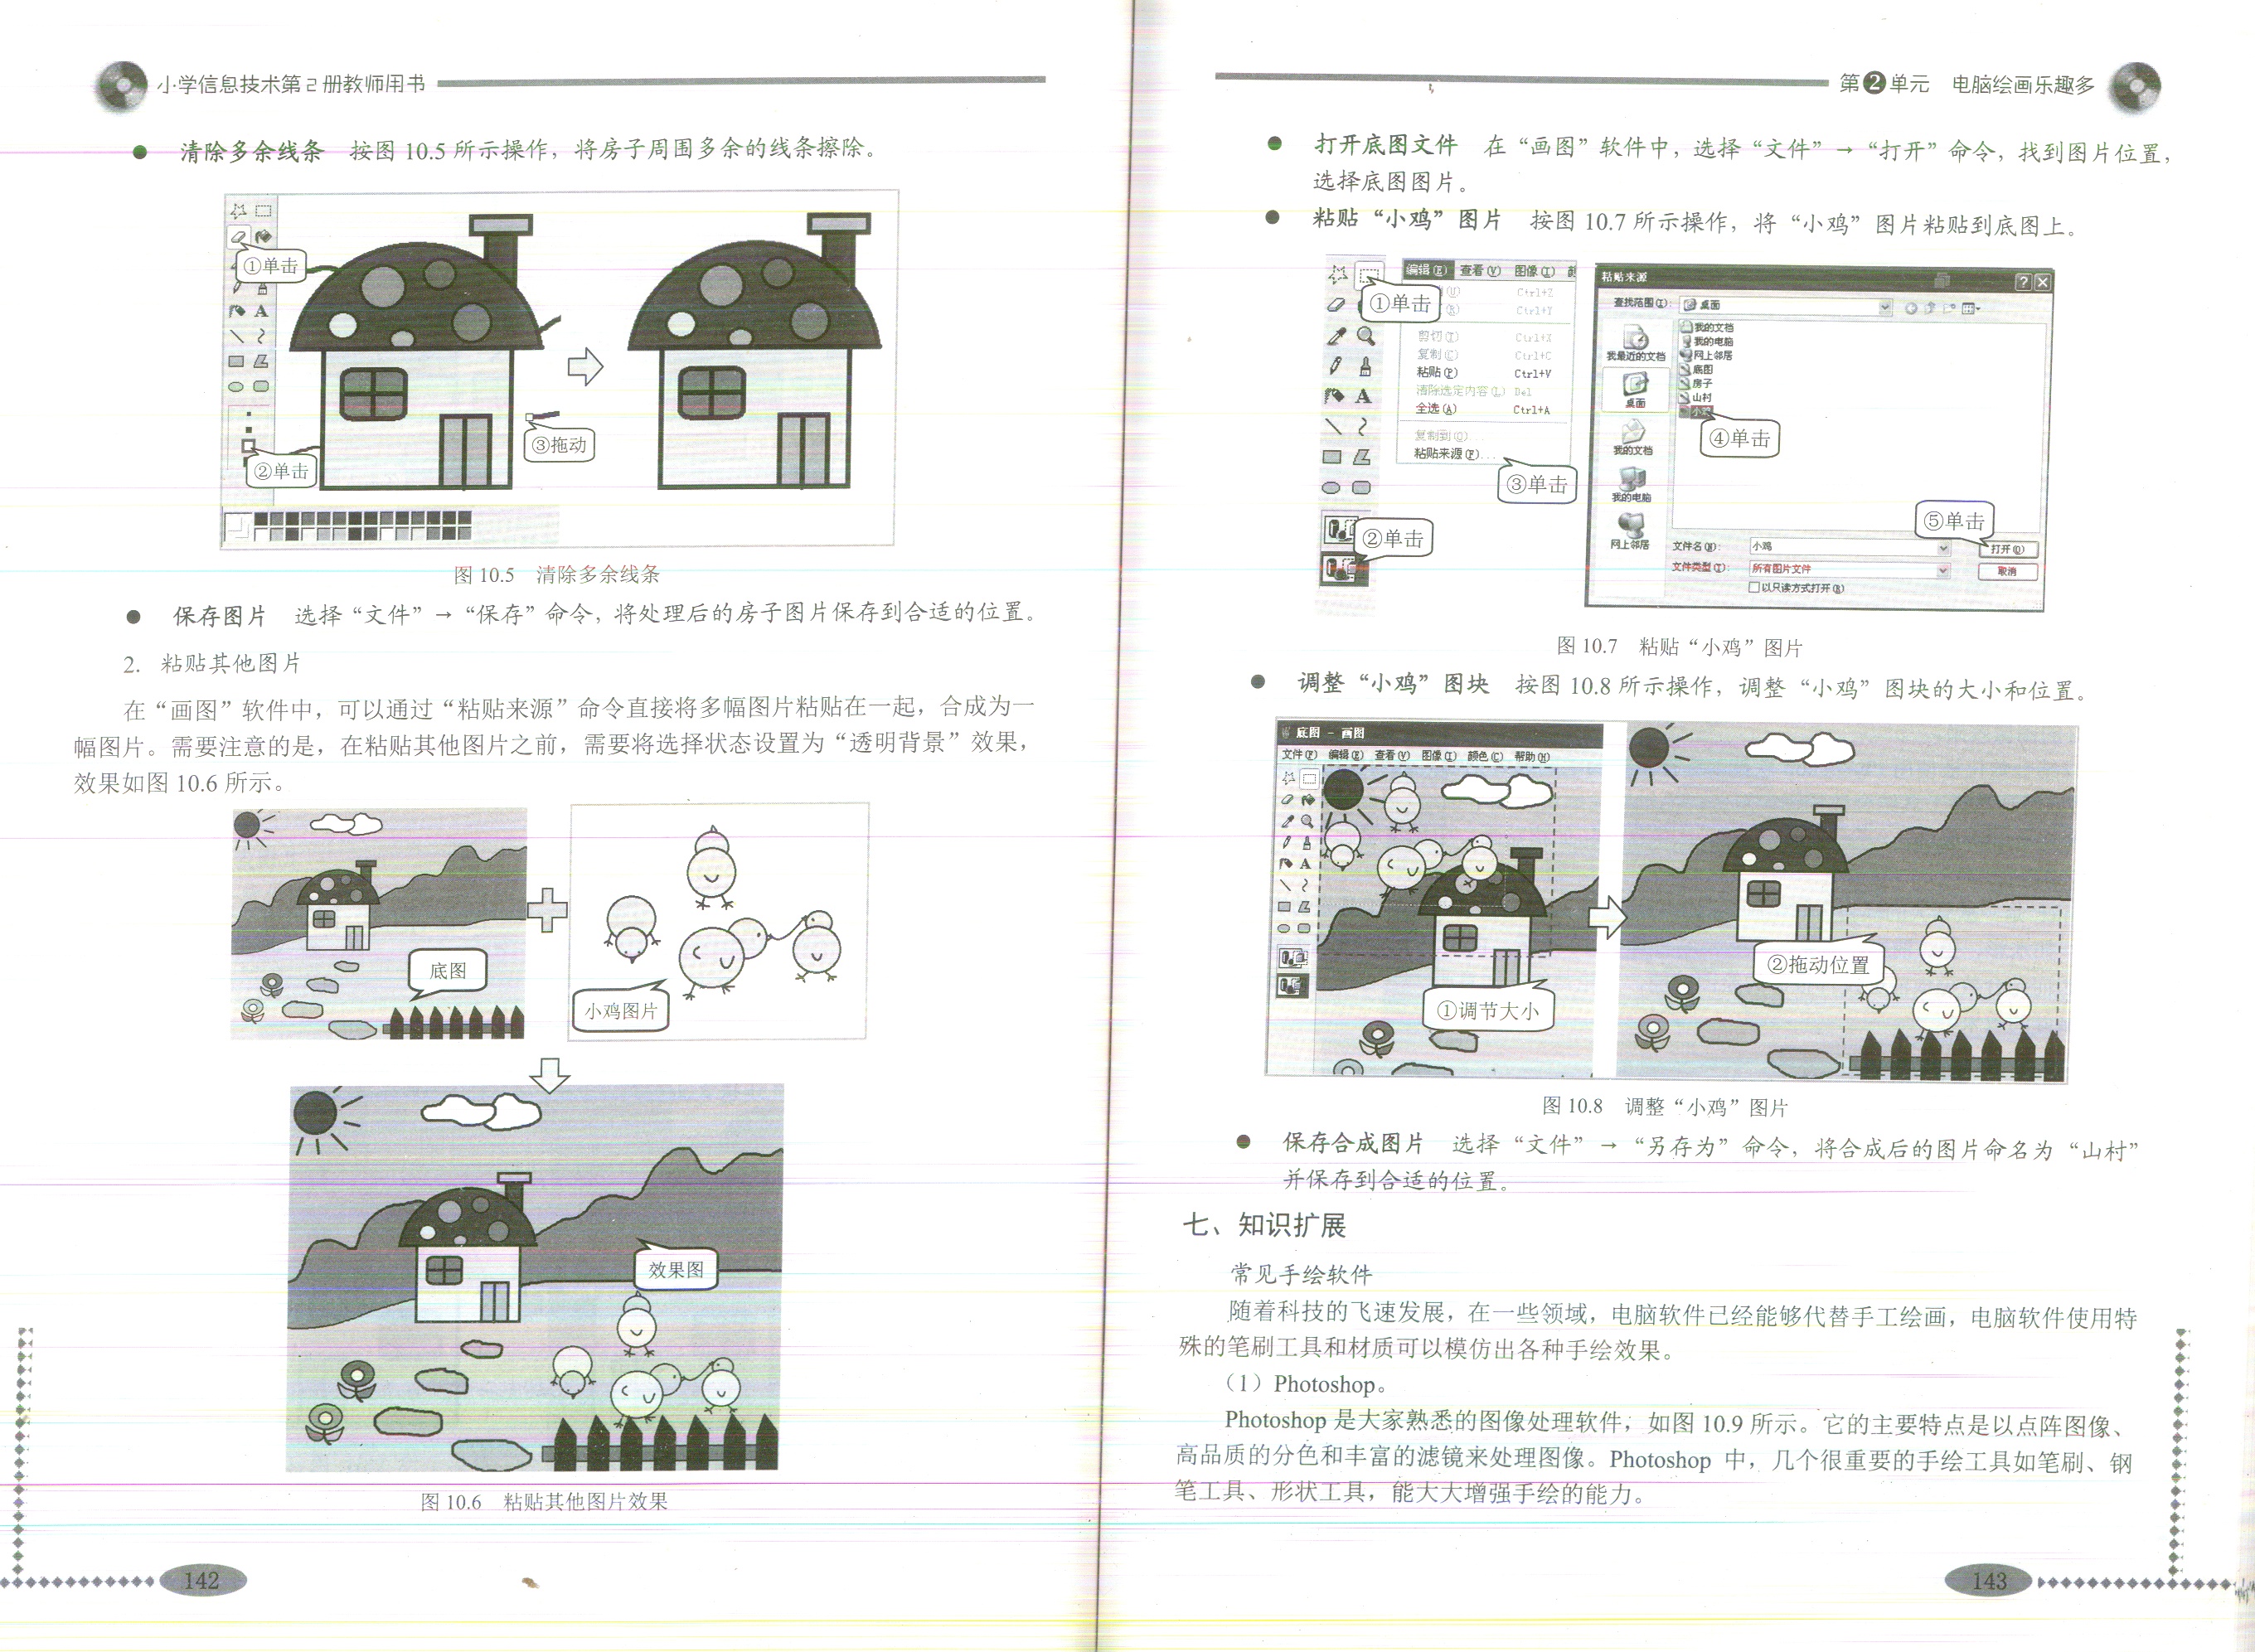 小学信息技术第2册教师用书
● 清除多余线条 按图 10.5 所示操作，将房子周围多余的线条擦除。
①单击
②单击
③拖动
图 10.5 清除多余线条
● 保存图片 选择“文件”→“保存”命令，将处理后的房子图片保存到合适的位置。
2. 粘贴其他图片
在“画图”软件中，可以通过“粘贴来源”命令直接将多幅图片粘贴在一起，合成为一
幅图片。需要注意的是，在粘贴其他图片之前，需要将选择状态设置为“透明背景”效果，
效果如图 10.6 所示。
底图
小鸡图片
效果图
图 10.6 粘贴其他图片效果
142
第2单元 电脑绘画乐趣多
● 打开底图文件 在“画图”软件中，选择“文件”→“打开”命令，找到图片位置，
选择底图图片。
● 粘贴“小鸡”图片 按图 10.7 所示操作，将“小鸡”图片粘贴到底图上。
①单击
②单击
编辑(E) 查看(V) 图像(I)
(U) Ctrl+Z
(R) Ctrl+Y
剪切(T) Ctrl+X
复制(C) Ctrl+C
粘贴(P) Ctrl+V
清除选定内容(L) Del
全选(A) Ctrl+A
复制到(O)...
粘贴来源(F)...
③单击
粘贴来源
查找范围(I): 桌面
我最近的文档
桌面
我的文档
我的电脑
网上邻居
我的文档
我的电脑
网上邻居
底图
房子
山村
小鸡
④单击
⑤单击
文件名(N): 小鸡 打开(O)
文件类型(T): 所有图片文件 取消
以只读方式打开(R)
图 10.7 粘贴“小鸡”图片
● 调整“小鸡”图块 按图 10.8 所示操作，调整“小鸡”图块的大小和位置。
底图 - 画图
文件(F) 编辑(E) 查看(V) 图像(I) 颜色(C) 帮助(H)
①调节大小
②拖动位置
图 10.8 调整“小鸡”图片
● 保存合成图片 选择“文件”→“另存为”命令，将合成后的图片命名为“山村”
并保存到合适的位置。
七、知识扩展
常见手绘软件
随着科技的飞速发展，在一些领域，电脑软件已经能够代替手工绘画，电脑软件使用特
殊的笔刷工具和材质可以模仿出各种手绘效果。
（1）Photoshop。
Photoshop 是大家熟悉的图像处理软件，如图 10.9 所示。它的主要特点是以点阵图像、
高品质的分色和丰富的滤镜来处理图像。Photoshop 中，几个很重要的手绘工具如笔刷、钢
笔工具、形状工具，能大大增强手绘的能力。
143